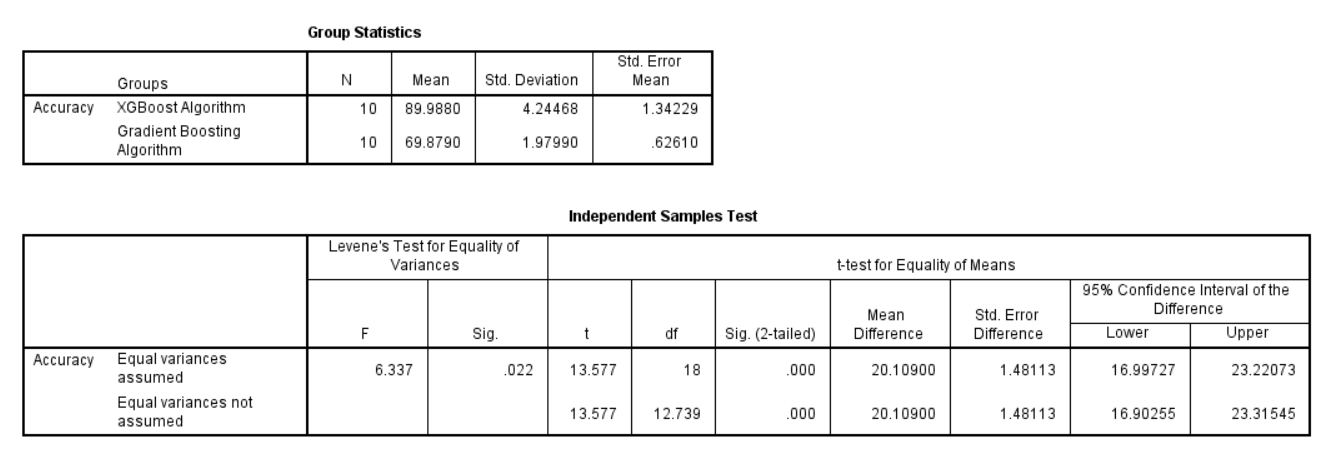 Group Statistics
Groups N Mean Std. Deviation Std. Error Mean
Accuracy XGBoost Algorithm 10 89.9880 4.24468 1.34229
Gradient Boosting Algorithm 10 69.8790 1.97990 .62610
Independent Samples Test
Levene's Test for Equality of Variances t-test for Equality of Means
F Sig. t df Sig. (2-tailed) Mean Difference Std. Error Difference 95% Confidence Interval of the Difference
Lower Upper
Accuracy Equal variances assumed 6.337 .022 13.577 18 .000 20.10900 1.48113 16.99727 23.22073
Equal variances not assumed 13.577 12.739 .000 20.10900 1.48113 16.90255 23.31545